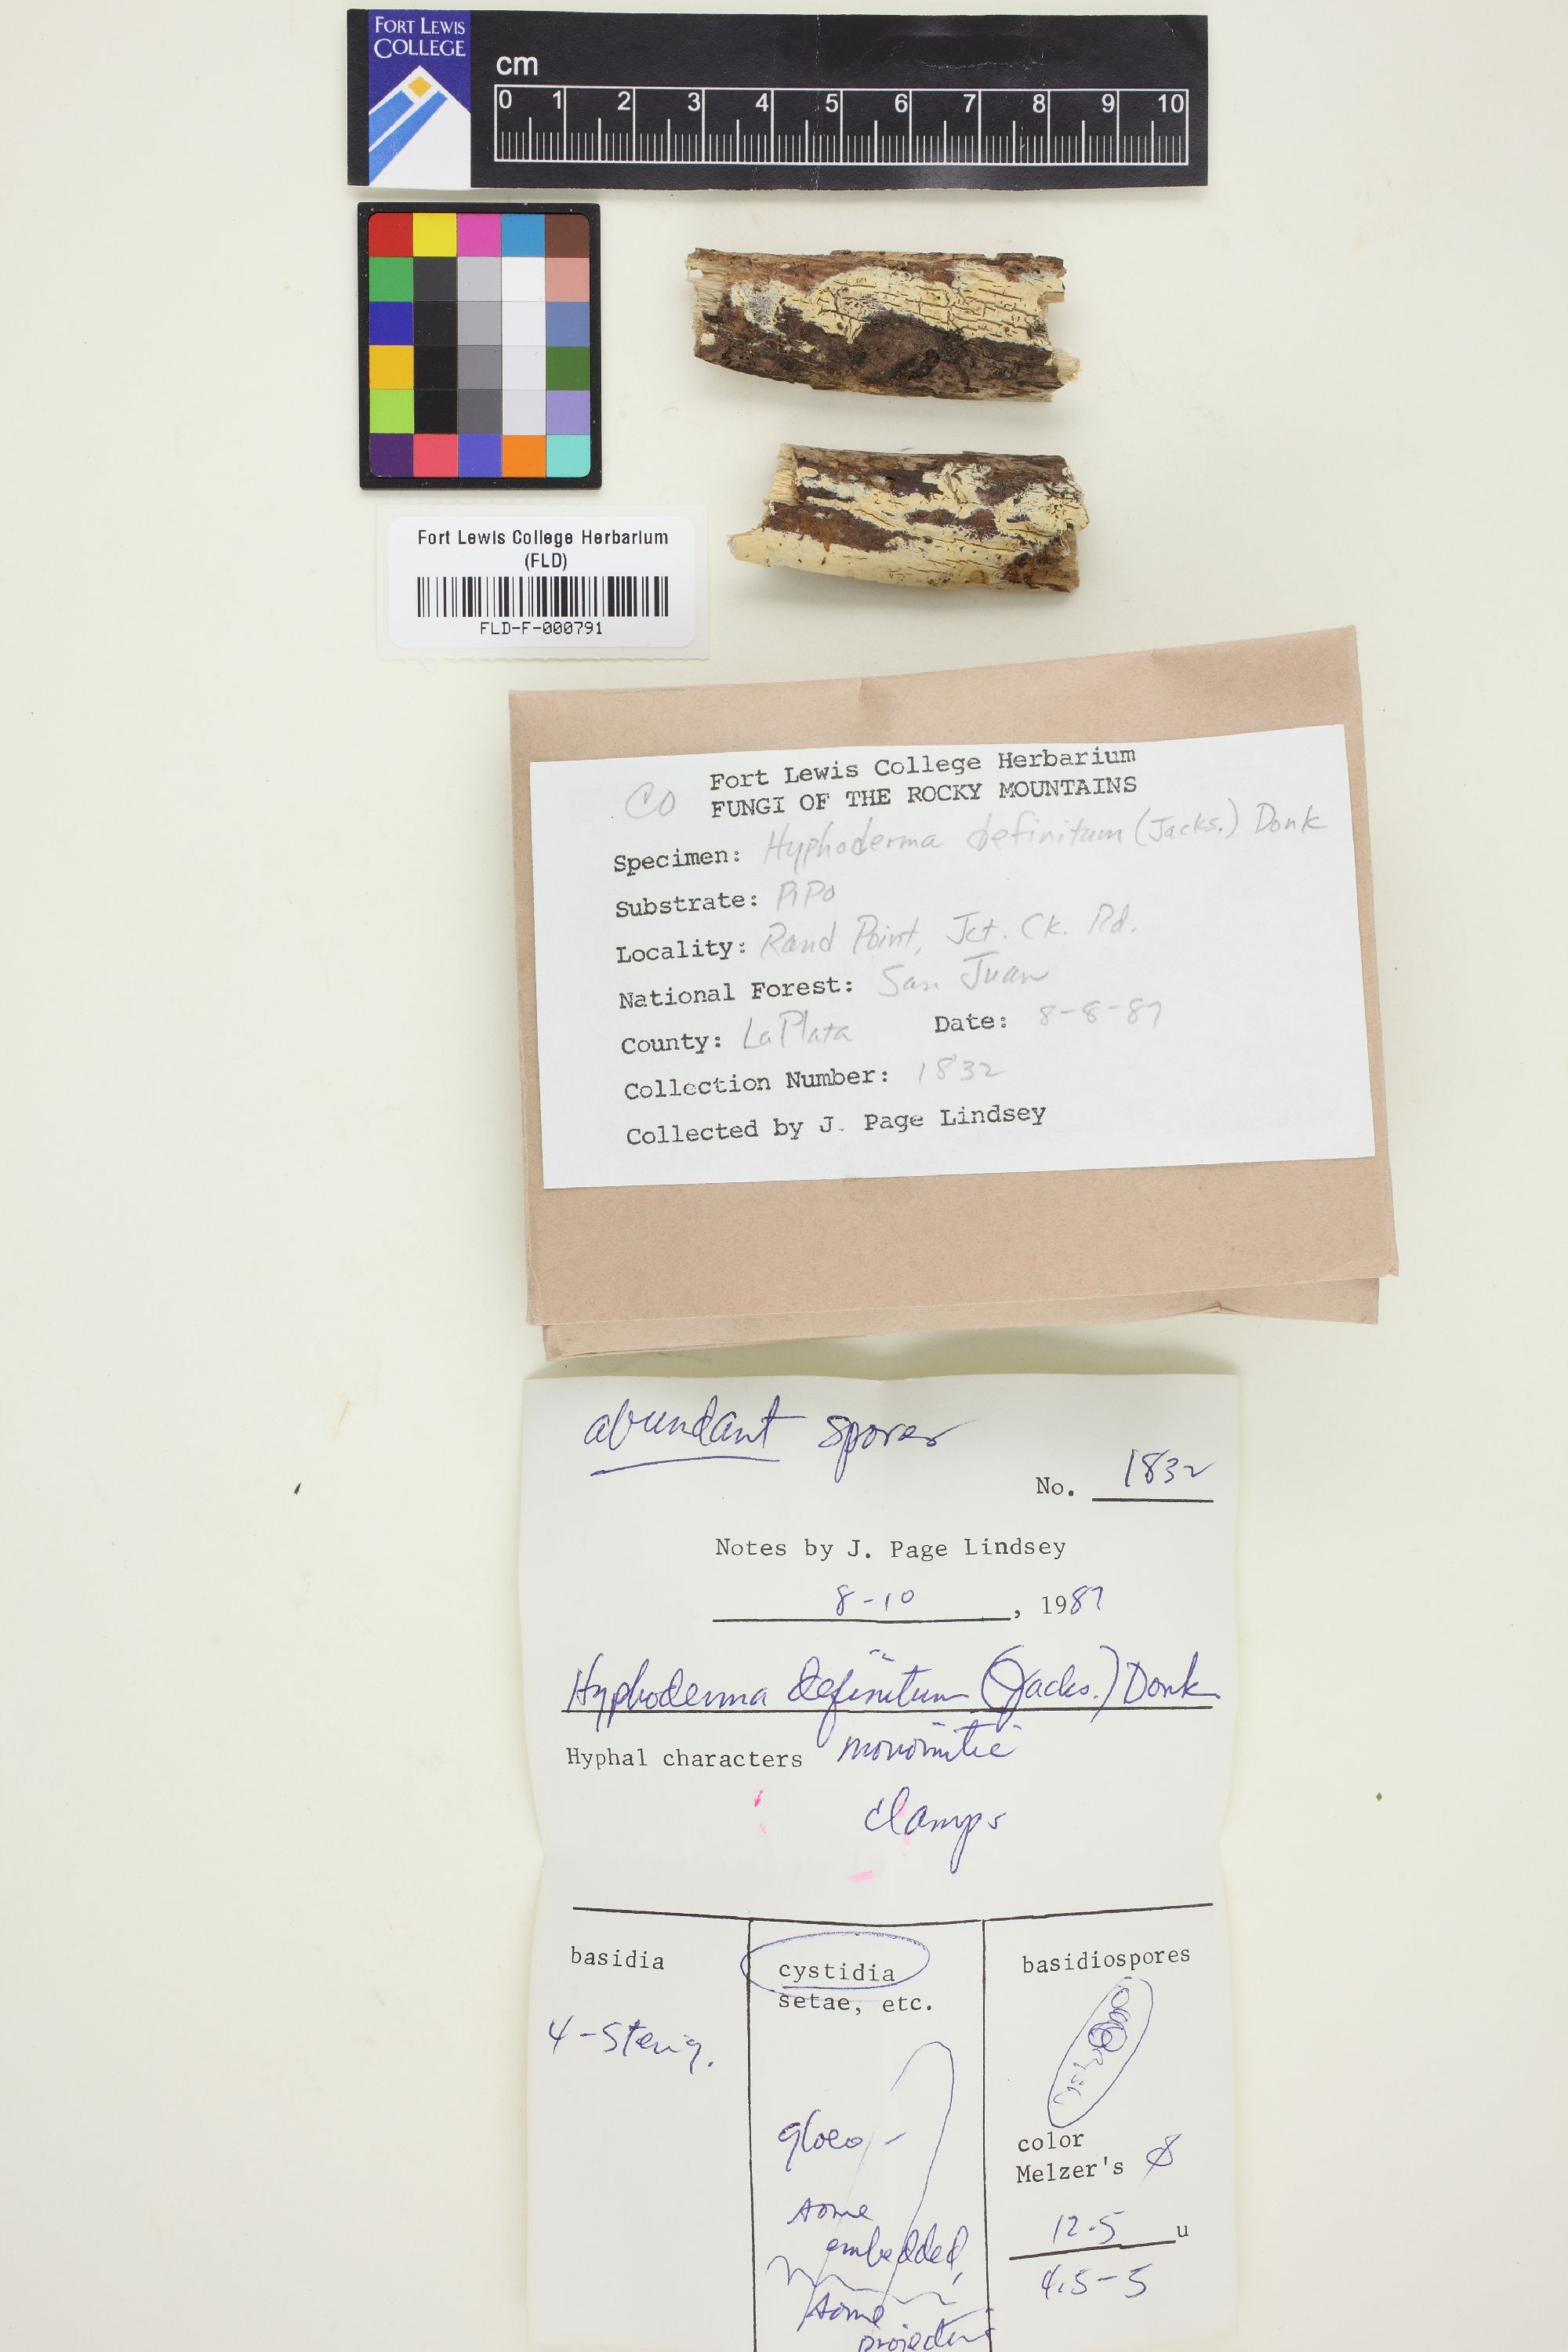 FORT LEWIS
COLLEGE
cm
0 1 2 3 4 5 6 7 8 9 10
Fort Lewis College Herbarium
(FLD)
FLD-F-000791
CO
Fort Lewis College Herbarium
FUNGI OF THE ROCKY MOUNTAINS
Specimen: Hyphoderma definitum (Jacks.) Donk
Substrate: PiPo
Locality: Rand Point, Jct. Ck. Rd.
National Forest: San Juan
County: La Plata Date: 8-8-87
Collection Number: 1832
Collected by J. Page Lindsey
abundant spores
No. 1832
Notes by J. Page Lindsey
8-10, 1987
Hyphoderma definitum (Jacks.) Donk
Hyphal characters monomitic
clamps
basidia
4-sterig.
cystidia
setae, etc.
gloeo-
some
embedded,
some
projecting
basidiospores
color
Melzer's ∅
12.5 u
4.5-5